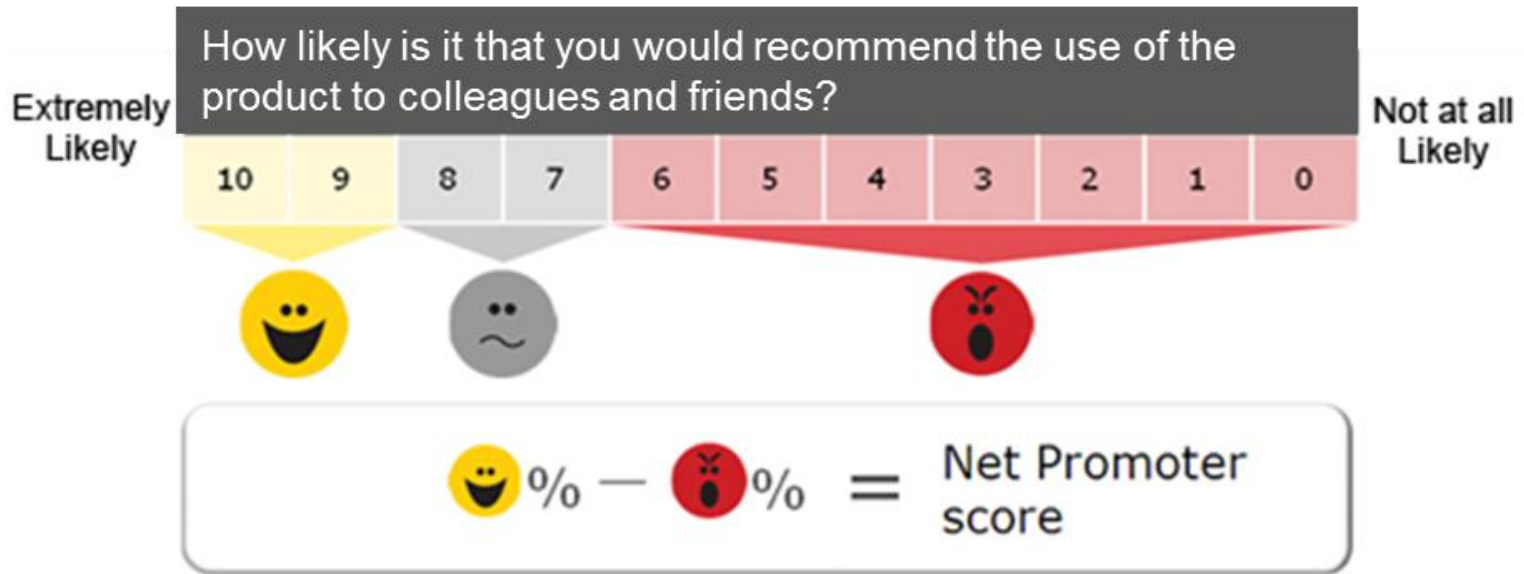 How likely is it that you would recommend the use of the
product to colleagues and friends?
Extremely
Likely
Not at all
Likely
10 9 8 7 6 5 4 3 2 1 0
% − % = Net Promoter
score